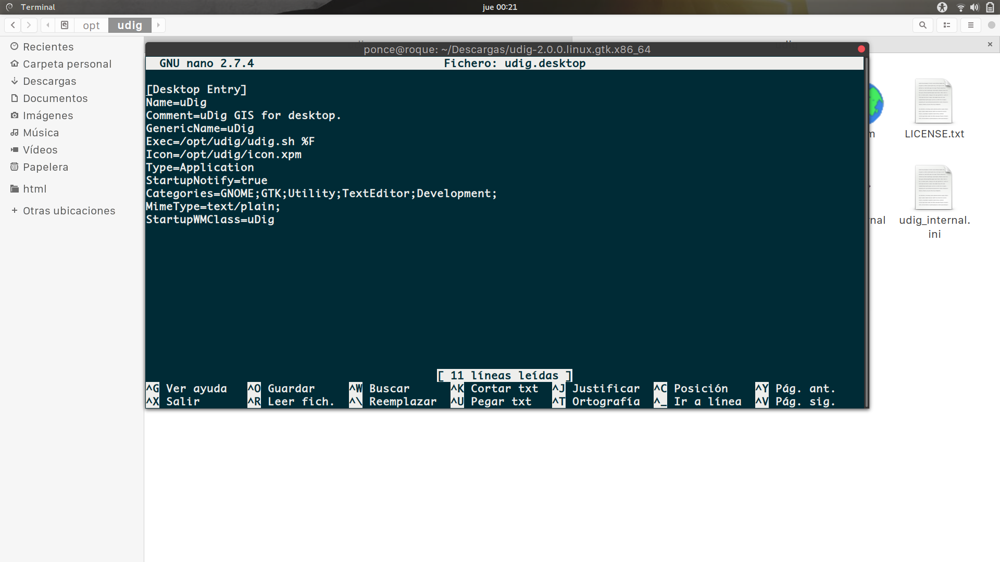 Terminal
jue 00:21
opt
udig
Recientes
Carpeta personal
Descargas
Documentos
Imágenes
Música
Vídeos
Papelera
html
+ Otras ubicaciones
ponce@roque: ~/Descargas/udig-2.0.0.linux.gtk.x86_64
GNU nano 2.7.4 Fichero: udig.desktop
[Desktop Entry]
Name=uDig
Comment=uDig GIS for desktop.
GenericName=uDig
Exec=/opt/udig/udig.sh %F
Icon=/opt/udig/icon.xpm
Type=Application
StartupNotify=true
Categories=GNOME;GTK;Utility;TextEditor;Development;
MimeType=text/plain;
StartupWMClass=uDig
[ 11 líneas leídas ]
^G Ver ayuda ^O Guardar ^W Buscar ^K Cortar txt ^J Justificar ^C Posición ^Y Pág. ant.
^X Salir ^R Leer fich. ^\ Reemplazar ^U Pegar txt ^T Ortografía ^_ Ir a línea ^V Pág. sig.
LICENSE.txt
udig_internal.
ini